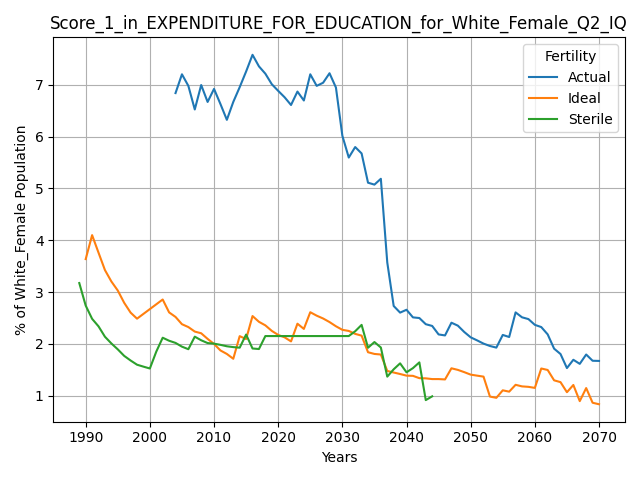 Score_1_in_EXPENDITURE_FOR_EDUCATION_for_White_Female_Q2_IQ
Fertility
Actual
Ideal
Sterile
% of White_Female Population
7
6
5
4
3
2
1
1990 2000 2010 2020 2030 2040 2050 2060 2070
Years